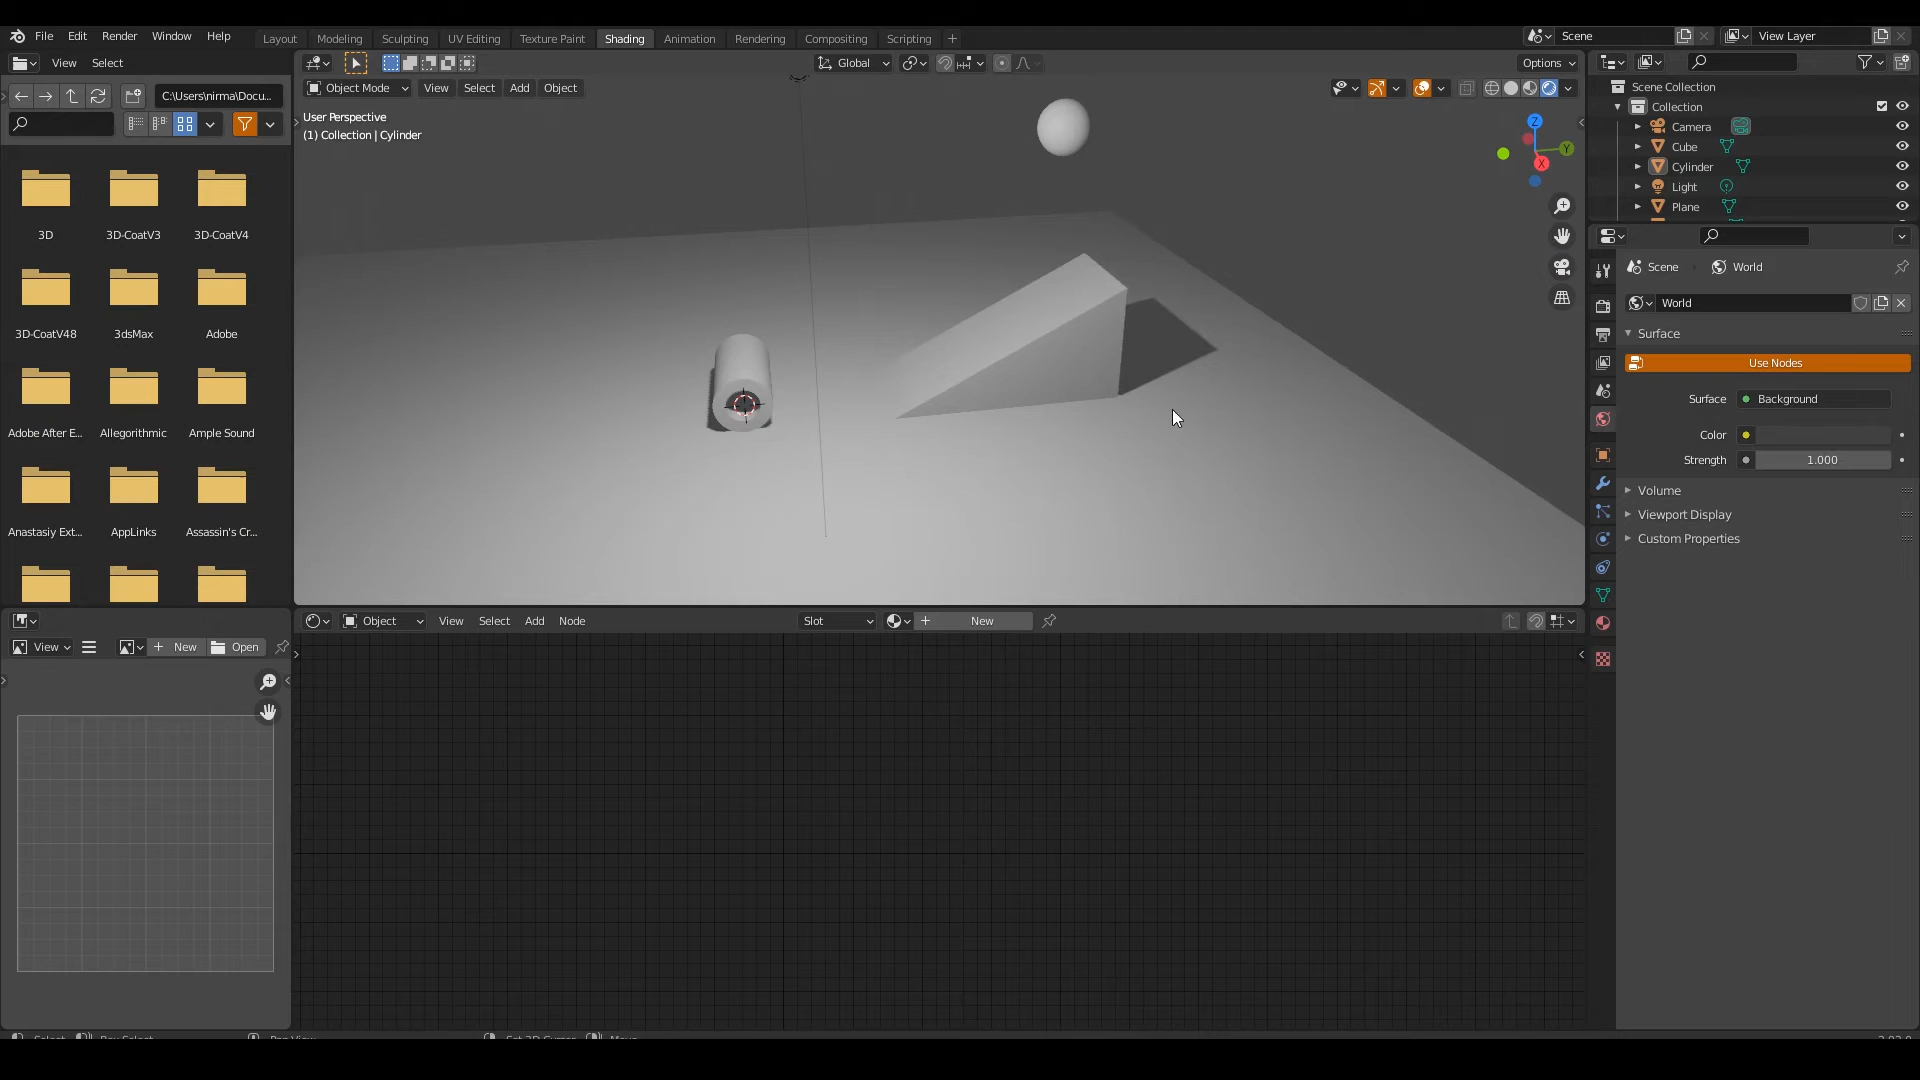 File Edit Render Window Help
Layout Modeling Sculpting UV Editing Texture Paint Shading Animation Rendering Compositing Scripting
Scene
View Layer
View Select
Global
Options
C:\Users\nirma\Docu...
Object Mode View Select Add Object
User Perspective
(1) Collection | Cylinder
Z
Y
X
Scene Collection
Collection
Camera
Cube
Cylinder
Light
Plane
3D 3D-CoatV3 3D-CoatV4
3D-CoatV48 3dsMax Adobe
Adobe After E... Allegorithmic Ample Sound
Anastasiy Ext... AppLinks Assassin's Cr...
Scene World
World
Surface
Use Nodes
Surface Background
Color
Strength 1.000
Volume
Viewport Display
Custom Properties
Object View Select Add Node
Slot
New
View New Open